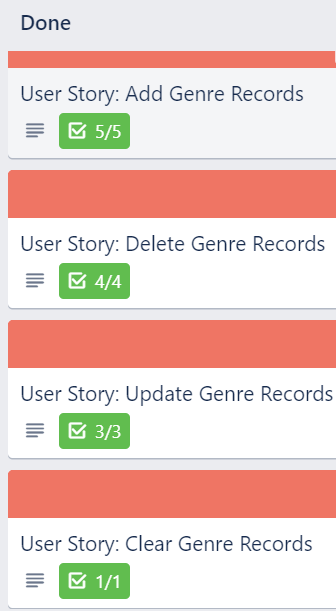 Done
User Story: Add Genre Records
5/5
User Story: Delete Genre Records
4/4
User Story: Update Genre Records
3/3
User Story: Clear Genre Records
1/1